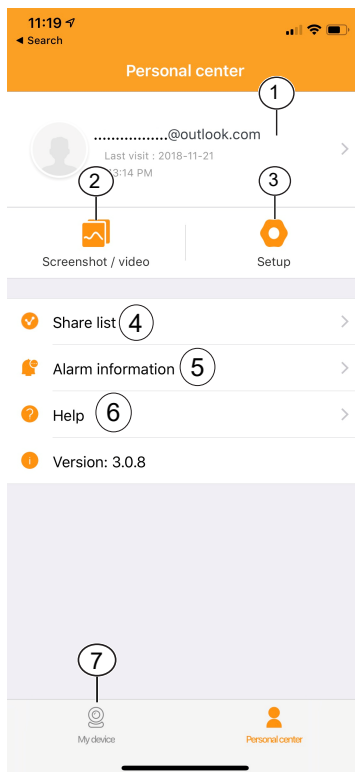 11:19
Search
Personal center
1
..................@outlook.com
Last visit : 2018-11-21
3:14 PM
2
3
Screenshot / video
Setup
Share list 4
Alarm information 5
Help 6
Version: 3.0.8
7
My device
Personal center